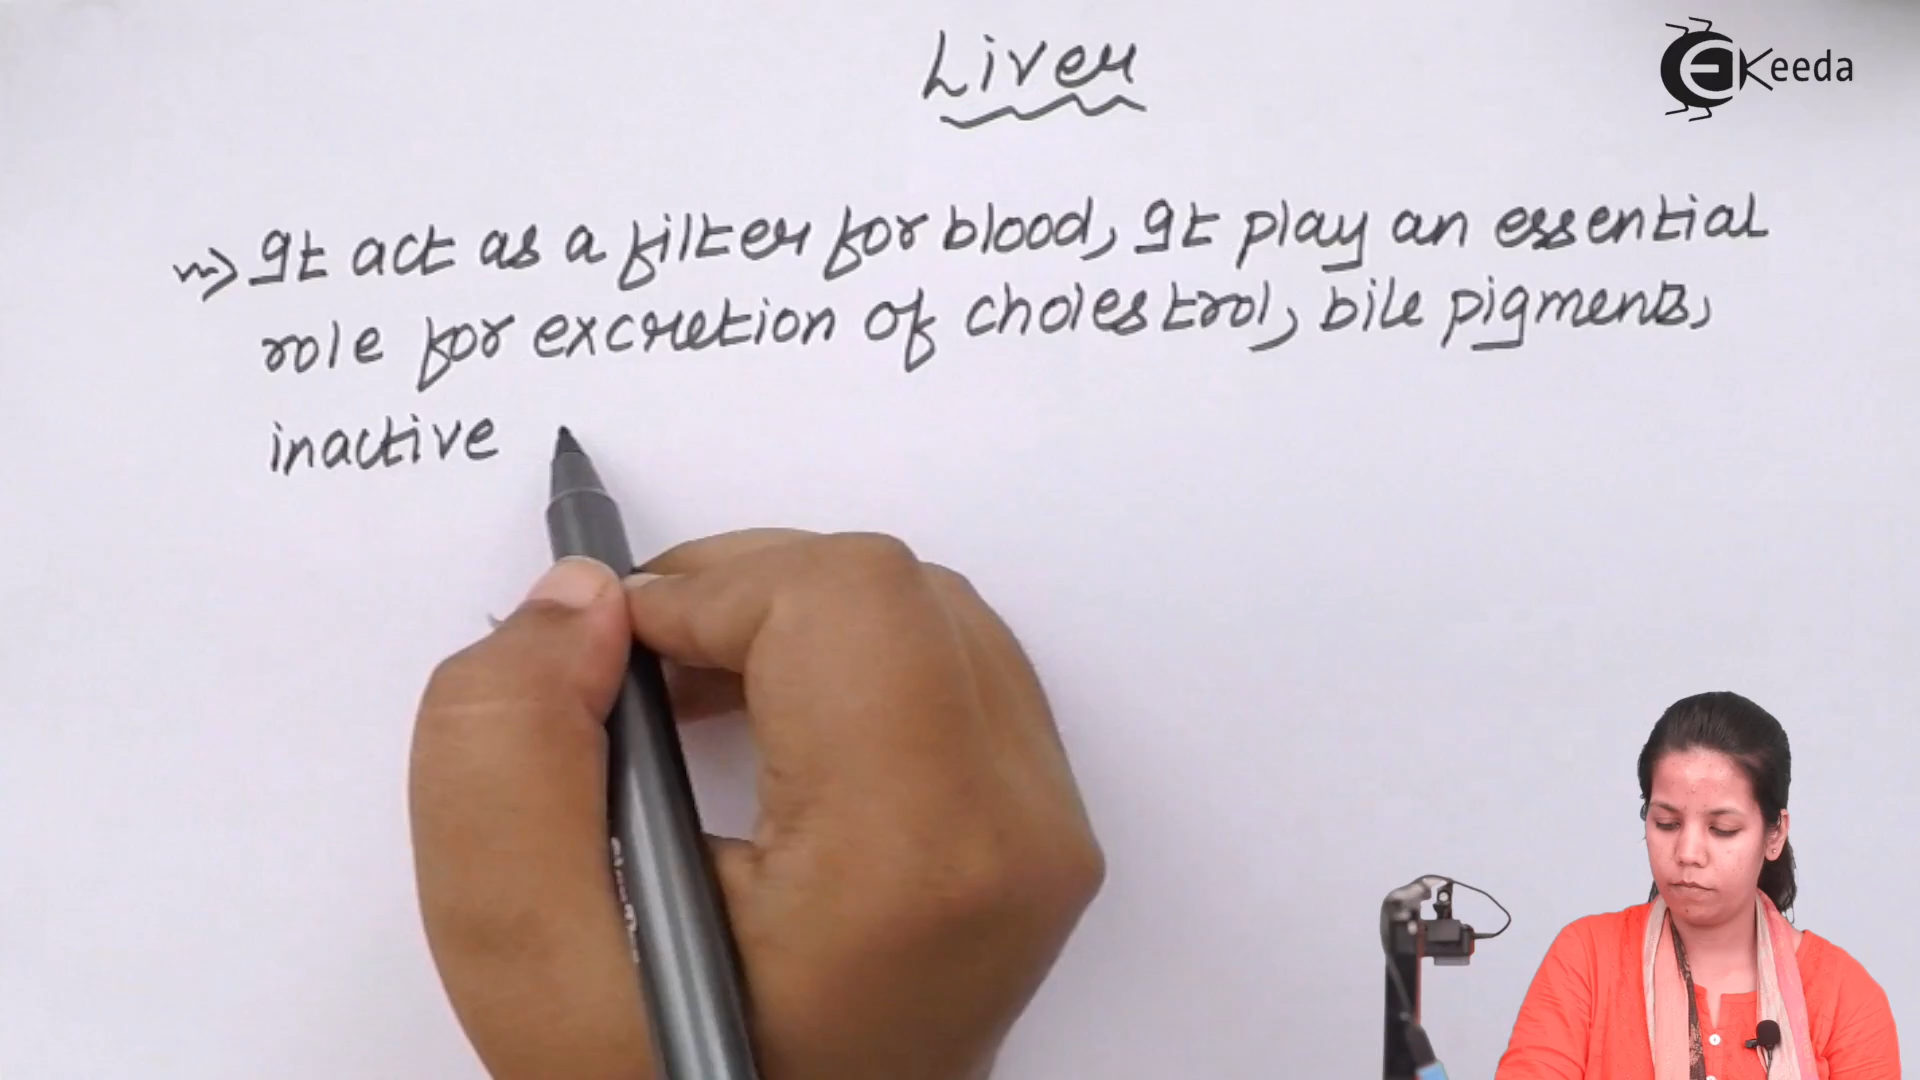 Liver
EKeeda
→ It act as a filter for blood, It play an essential
role for excretion of cholestrol, bile pigments,
inactive